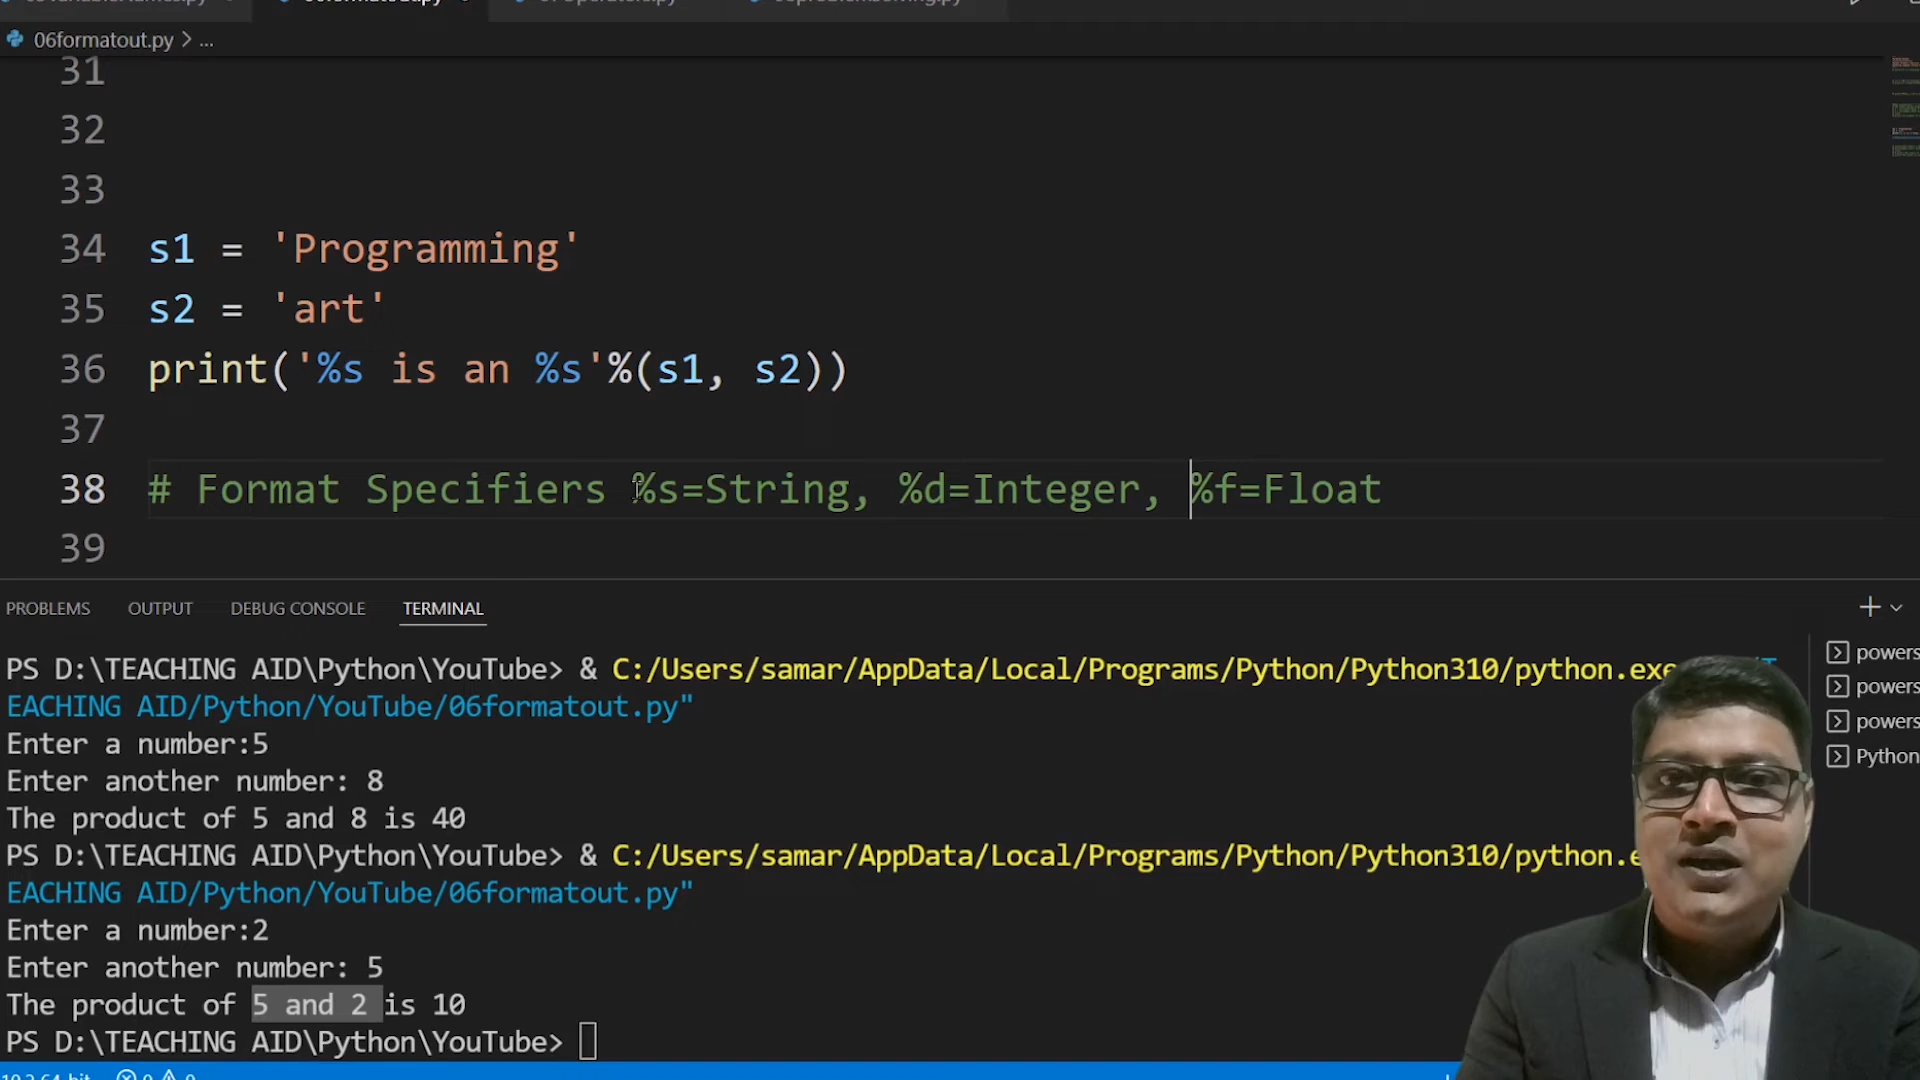 06formatout.py > ...
31
32
33
34 s1 = 'Programming'
35 s2 = 'art'
36 print('%s is an %s'%(s1, s2))
37
38 # Format Specifiers %s=String, %d=Integer, %f=Float
39
PROBLEMS OUTPUT DEBUG CONSOLE TERMINAL
PS D:\TEACHING AID\Python\YouTube> & C:/Users/samar/AppData/Local/Programs/Python/Python310/python.exe
EACHING AID/Python/YouTube/06formatout.py"
Enter a number:5
Enter another number: 8
The product of 5 and 8 is 40
PS D:\TEACHING AID\Python\YouTube> & C:/Users/samar/AppData/Local/Programs/Python/Python310/python.e
EACHING AID/Python/YouTube/06formatout.py"
Enter a number:2
Enter another number: 5
The product of 5 and 2 is 10
PS D:\TEACHING AID\Python\YouTube>
powers
powers
powers
Python